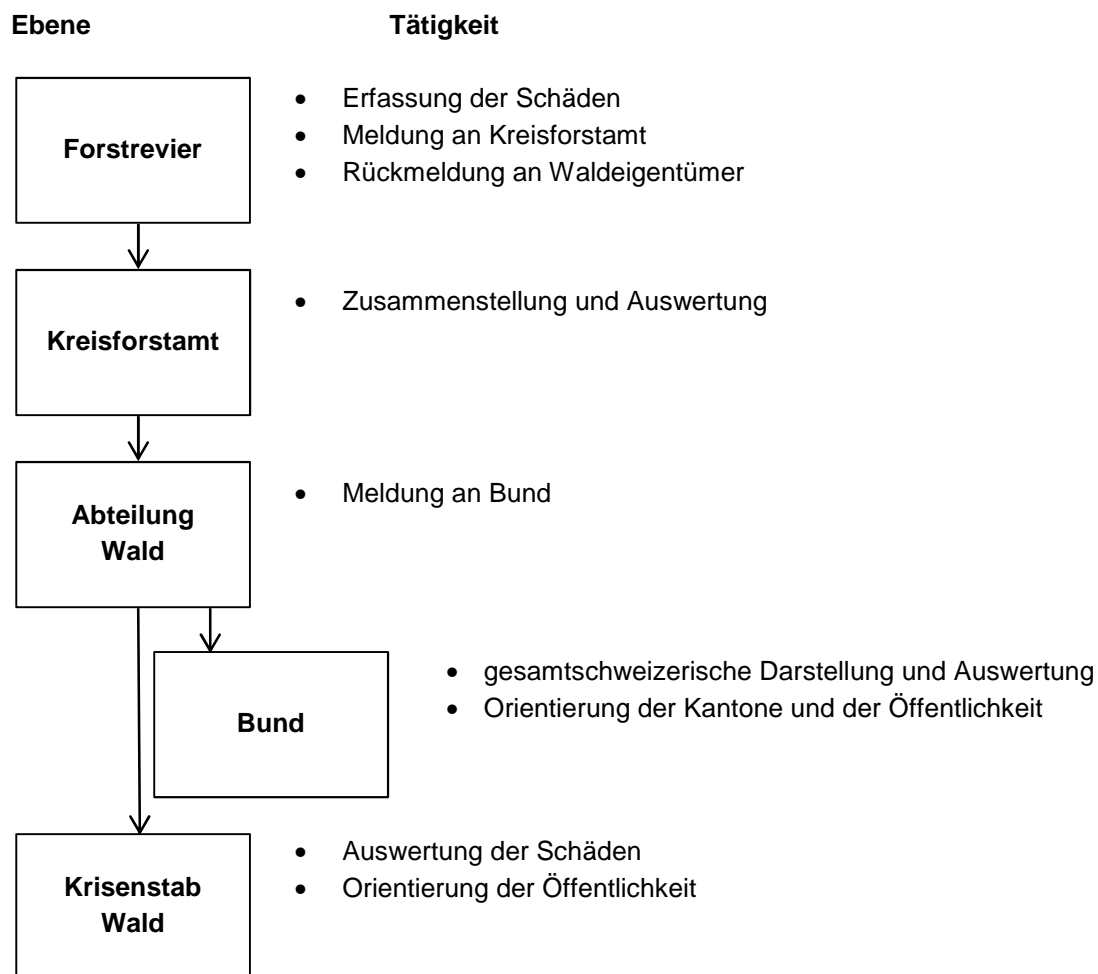 Ebene Tätigkeit
Forstrevier
• Erfassung der Schäden
• Meldung an Kreisforstamt
• Rückmeldung an Waldeigentümer
Kreisforstamt
• Zusammenstellung und Auswertung
Abteilung
Wald
• Meldung an Bund
Bund
• gesamtschweizerische Darstellung und Auswertung
• Orientierung der Kantone und der Öffentlichkeit
Krisenstab
Wald
• Auswertung der Schäden
• Orientierung der Öffentlichkeit